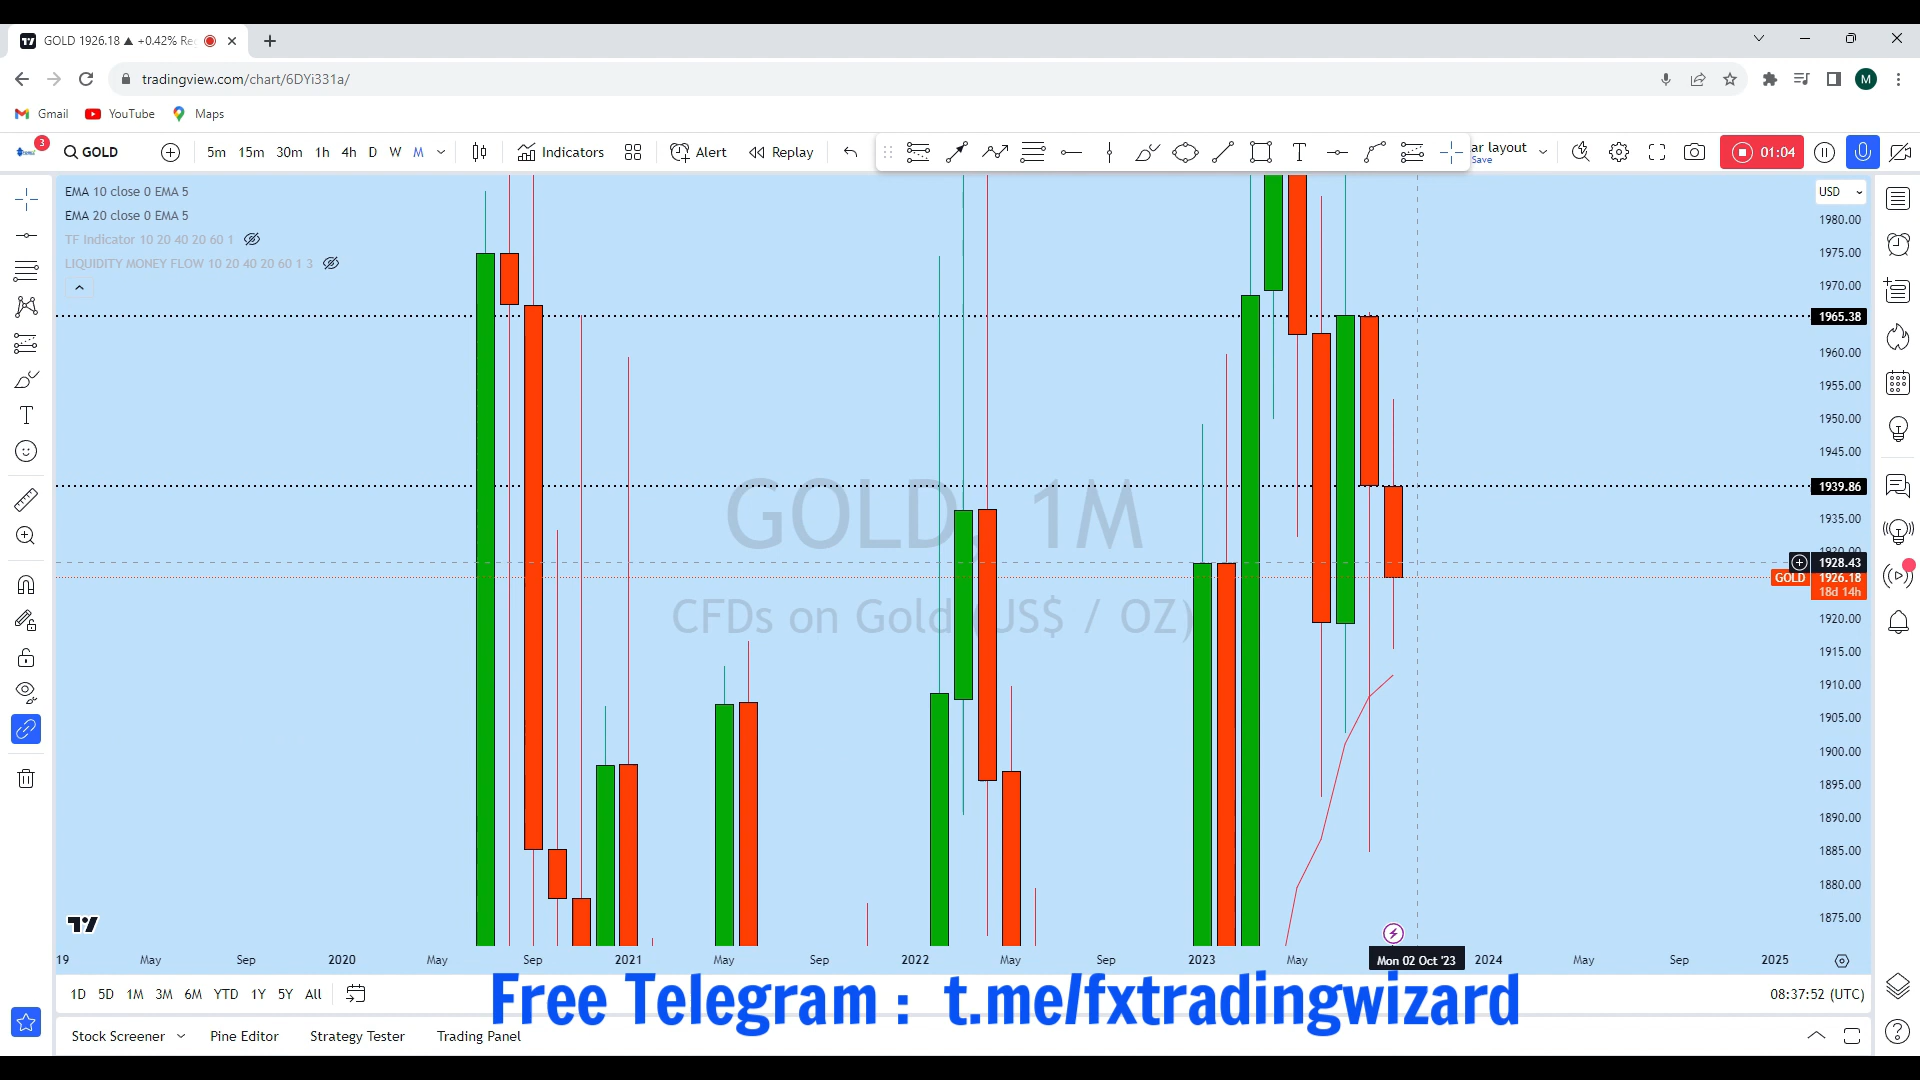 GOLD 1926.18 ▲ +0.42% Re
tradingview.com/chart/6DYi331a/
M
Gmail YouTube Maps
3
GOLD 5m 15m 30m 1h 4h D W M Indicators Alert Replay ar layout 01:04
Save
EMA 10 close 0 EMA 5
EMA 20 close 0 EMA 5
TF Indicator 10 20 40 20 60 1
LIQUIDITY MONEY FLOW 10 20 40 20 60 1 3
USD
1980.00
1975.00
1970.00
1965.38
1960.00
1955.00
1950.00
1945.00
1939.86
1935.00
1928.43
GOLD 1926.18
18d 14h
1920.00
1915.00
1910.00
1905.00
1900.00
1895.00
1890.00
1885.00
1880.00
1875.00
GOLD, 1M
CFDs on Gold (US$ / OZ)
19 May Sep 2020 May Sep 2021 May Sep 2022 May Sep 2023 May Mon 02 Oct '23 2024 May Sep 2025
1D 5D 1M 3M 6M YTD 1Y 5Y All
08:37:52 (UTC)
Free Telegram : t.me/fxtradingwizard
Stock Screener Pine Editor Strategy Tester Trading Panel